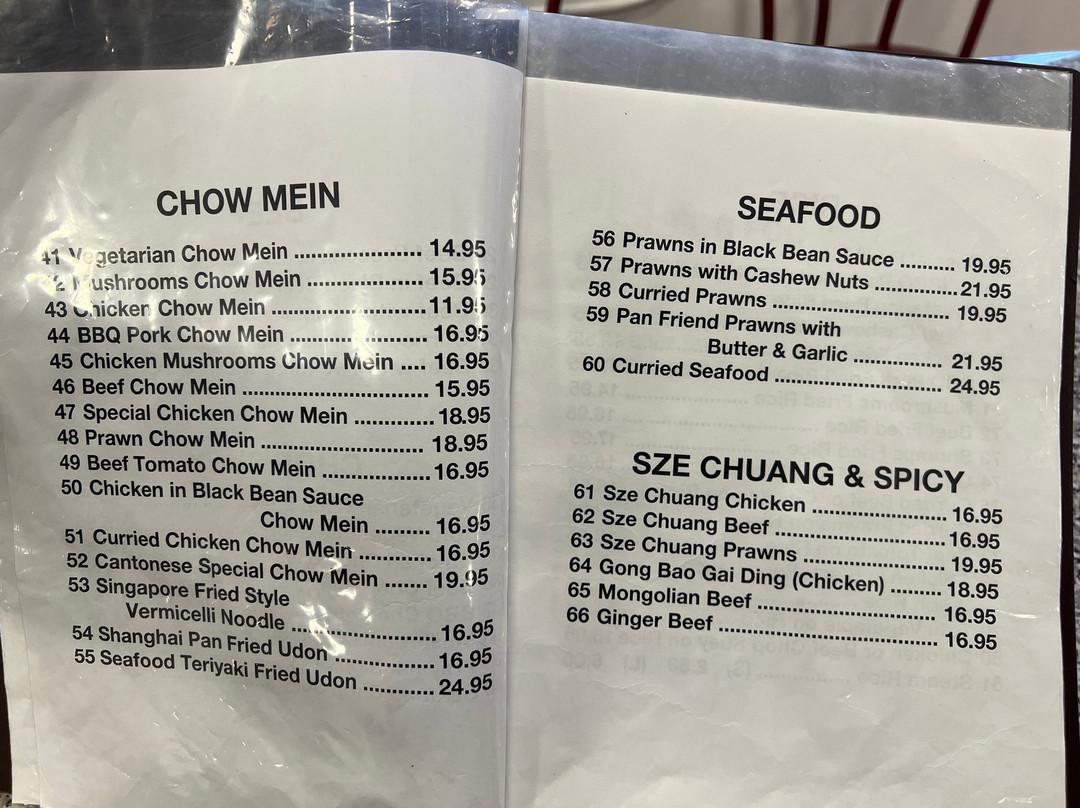 CHOW MEIN
41 Vegetarian Chow Mein ...................... 14.95
42 Mushrooms Chow Mein .................... 15.95
43 Chicken Chow Mein ........................... 11.95
44 BBQ Pork Chow Mein ......................... 16.95
45 Chicken Mushrooms Chow Mein .... 16.95
46 Beef Chow Mein ................................. 15.95
47 Special Chicken Chow Mein .............. 18.95
48 Prawn Chow Mein .............................. 18.95
49 Beef Tomato Chow Mein .................... 16.95
50 Chicken in Black Bean Sauce
Chow Mein ........... 16.95
51 Curried Chicken Chow Mein ............. 16.95
52 Cantonese Special Chow Mein ....... 19.95
53 Singapore Fried Style
Vermicelli Noodle ......................... 16.95
54 Shanghai Pan Fried Udon ................. 16.95
55 Seafood Teriyaki Fried Udon ............ 24.95
SEAFOOD
56 Prawns in Black Bean Sauce .......... 19.95
57 Prawns with Cashew Nuts ...............21.95
58 Curried Prawns ................................ 19.95
59 Pan Friend Prawns with
Butter & Garlic ................ 21.95
60 Curried Seafood ................................ 24.95
SZE CHUANG & SPICY
61 Sze Chuang Chicken ........................ 16.95
62 Sze Chuang Beef .............................. 16.95
63 Sze Chuang Prawns ......................... 19.95
64 Gong Bao Gai Ding (Chicken) ......... 18.95
65 Mongolian Beef ................................ 16.95
66 Ginger Beef ....................................... 16.95